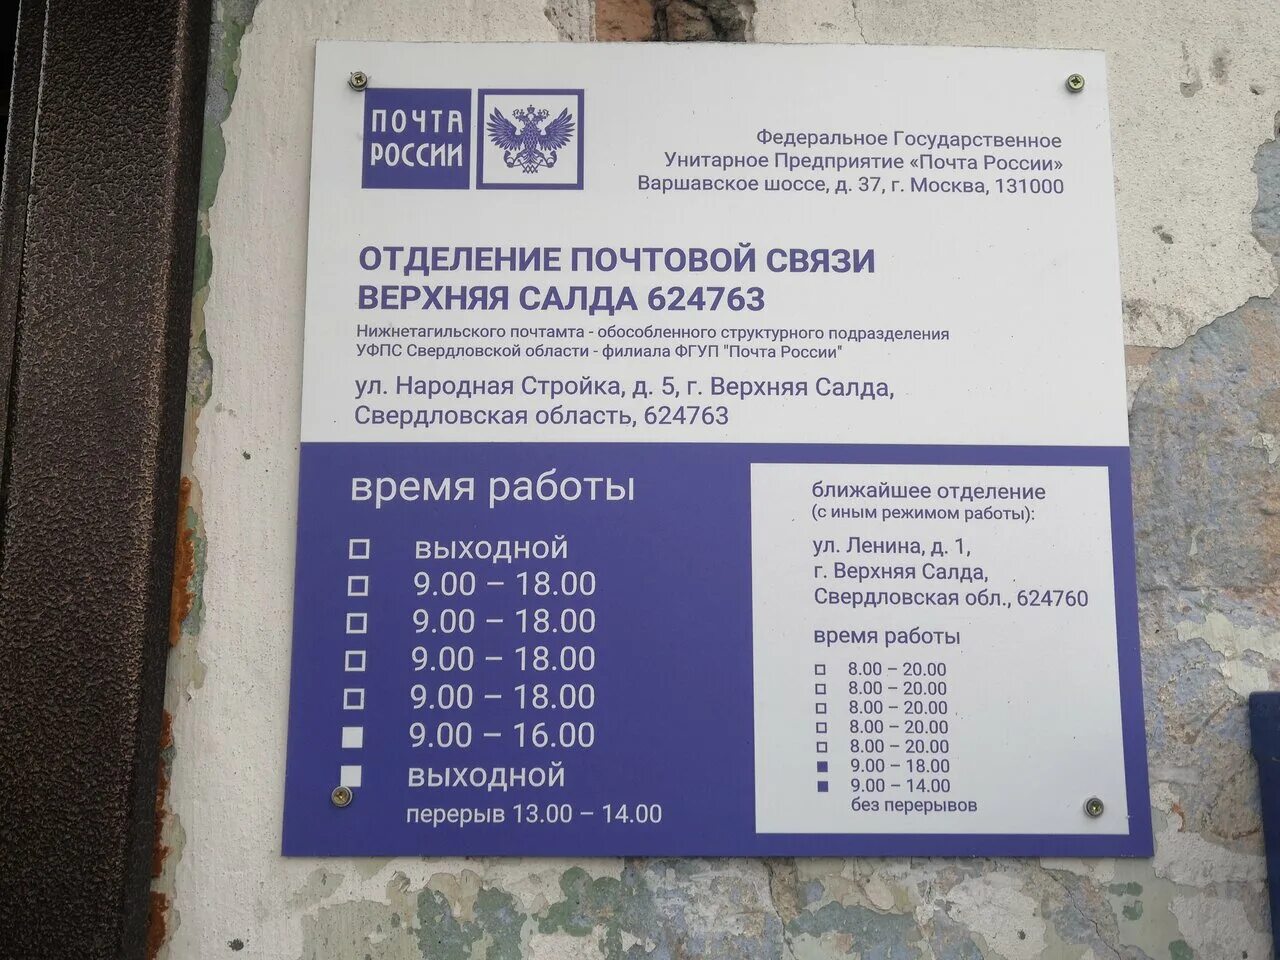 ПОЧТА
РОССИИ
Федеральное Государственное
Унитарное Предприятие «Почта России»
Варшавское шоссе, д. 37, г. Москва, 131000
ОТДЕЛЕНИЕ ПОЧТОВОЙ СВЯЗИ
ВЕРХНЯЯ САЛДА 624763
Нижнетагильского почтамта - обособленного структурного подразделения
УФПС Свердловской области - филиала ФГУП "Почта России"
ул. Народная Стройка, д. 5, г. Верхняя Салда,
Свердловская область, 624763
время работы
выходной
9.00 – 18.00
9.00 – 18.00
9.00 – 18.00
9.00 – 18.00
9.00 – 16.00
выходной
перерыв 13.00 – 14.00
ближайшее отделение
(с иным режимом работы):
ул. Ленина, д. 1,
г. Верхняя Салда,
Свердловская обл., 624760
время работы
8.00 – 20.00
8.00 – 20.00
8.00 – 20.00
8.00 – 20.00
8.00 – 20.00
9.00 – 18.00
9.00 – 14.00
без перерывов